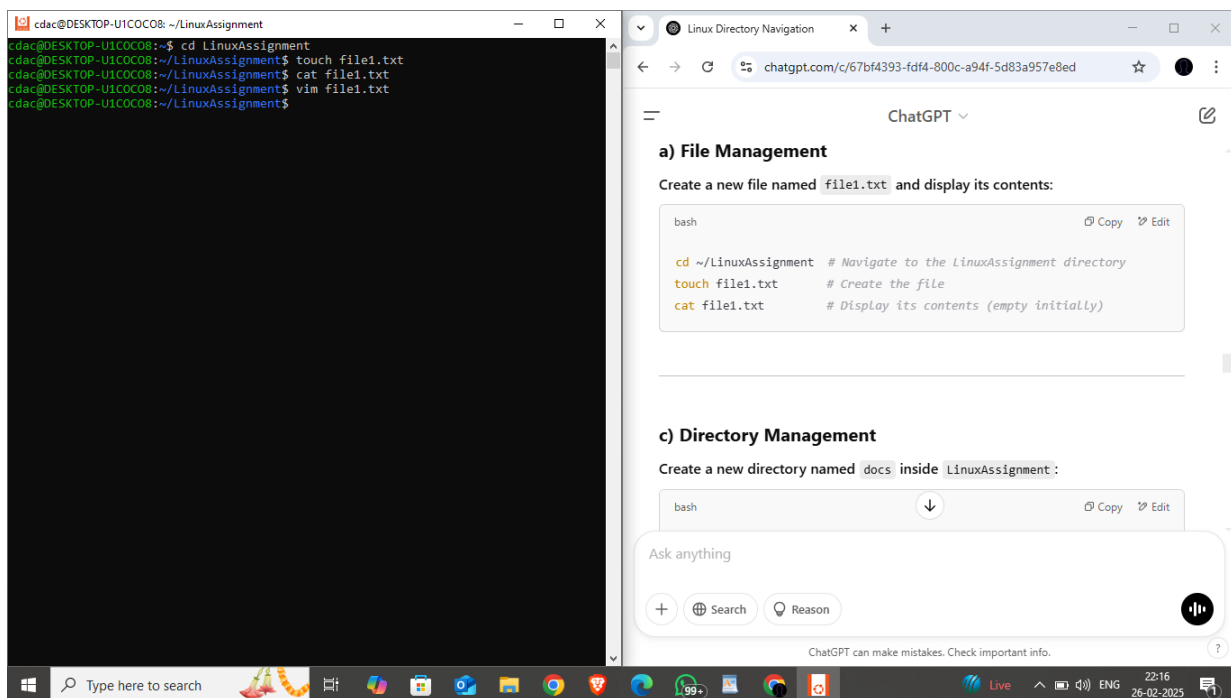 cdac@DESKTOP-U1COCO8: ~/LinuxAssignment
cdac@DESKTOP-U1COCO8:~$ cd LinuxAssignment
cdac@DESKTOP-U1COCO8:~/LinuxAssignment$ touch file1.txt
cdac@DESKTOP-U1COCO8:~/LinuxAssignment$ cat file1.txt
cdac@DESKTOP-U1COCO8:~/LinuxAssignment$ vim file1.txt
cdac@DESKTOP-U1COCO8:~/LinuxAssignment$
Linux Directory Navigation
chatgpt.com/c/67bf4393-fdf4-800c-a94f-5d83a957e8ed
ChatGPT
a) File Management
Create a new file named file1.txt and display its contents:
bash Copy Edit
cd ~/LinuxAssignment # Navigate to the LinuxAssignment directory
touch file1.txt # Create the file
cat file1.txt # Display its contents (empty initially)
c) Directory Management
Create a new directory named docs inside LinuxAssignment:
bash Copy Edit
Ask anything
Search Reason
ChatGPT can make mistakes. Check important info.
?
Type here to search
99+
Live
ENG
22:16
26-02-2025